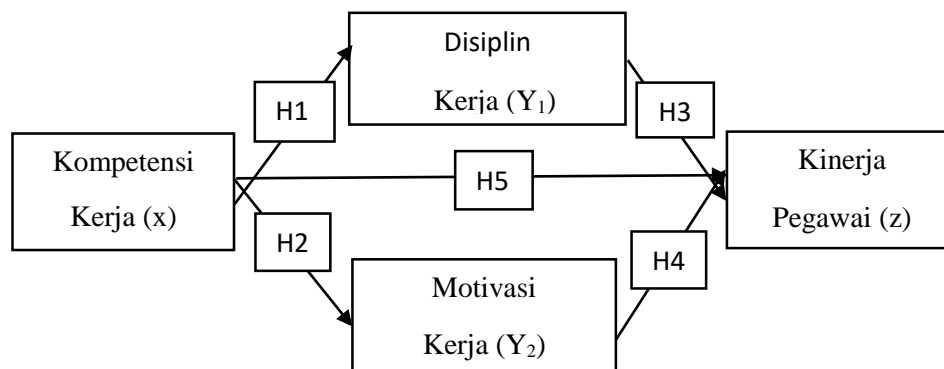 Disiplin
Kerja (Y₁)
H1
H3
Kompetensi
Kerja (x)
Kinerja
Pegawai (z)
H5
H2
H4
Motivasi
Kerja (Y₂)